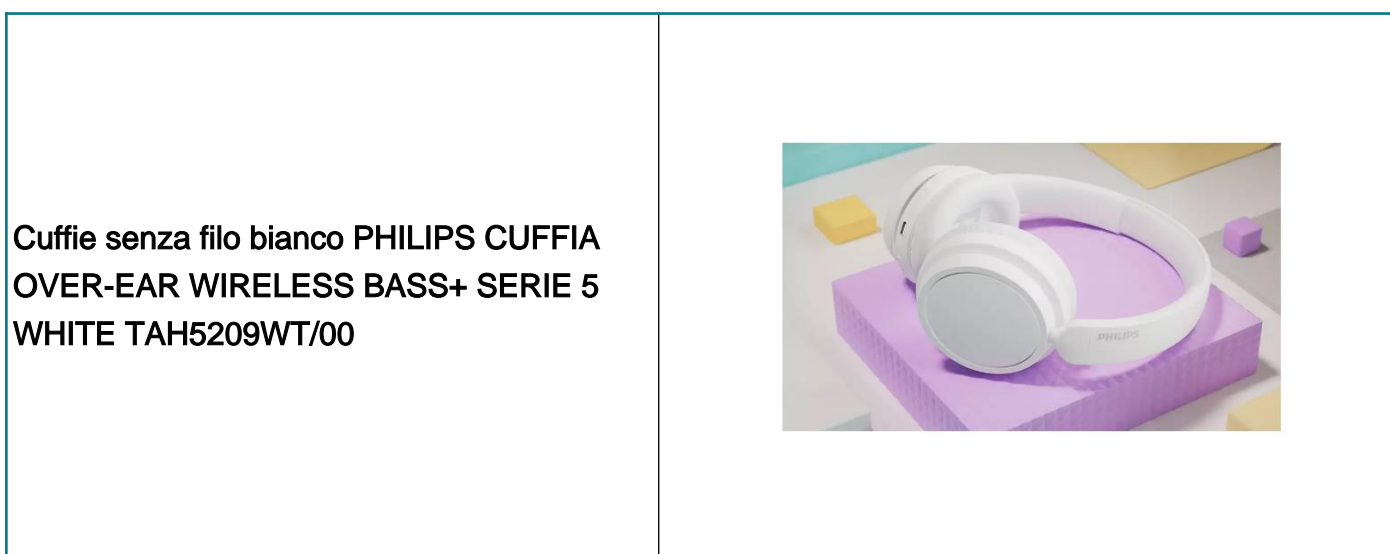 Cuffie senza filo bianco PHILIPS CUFFIA
OVER-EAR WIRELESS BASS+ SERIE 5
WHITE TAH5209WT/00
PHILIPS